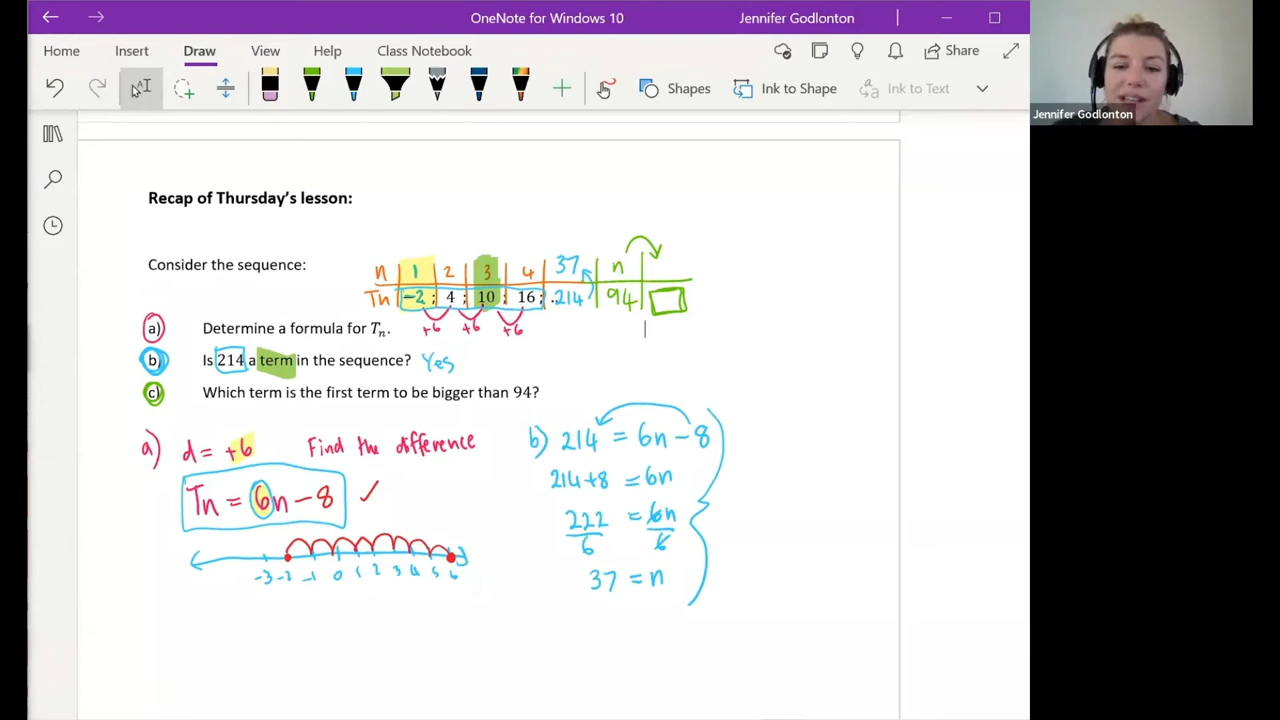 OneNote for Windows 10
Jennifer Godlonton
Home Insert Draw View Help Class Notebook Share
Shapes Ink to Shape Ink to Text
Jennifer Godlonton
Recap of Thursday's lesson:
n 1 2 3 4 37 n
Consider the sequence: Tn -2 ; 4 ; 10 ; 16 ; .. 214 94
+6 +6 +6
a) Determine a formula for Tn.
b) Is 214 a term in the sequence? Yes
c) Which term is the first term to be bigger than 94?
a) d = +6 Find the difference
Tn = 6n - 8 ✓
-3 -2 -1 0 1 2 3 4 5 6
b) 214 = 6n - 8
214+8 = 6n
222/6 = 6n/6
37 = n